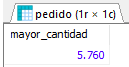 pedido (1r × 1c)
mayor_cantidad
5.760